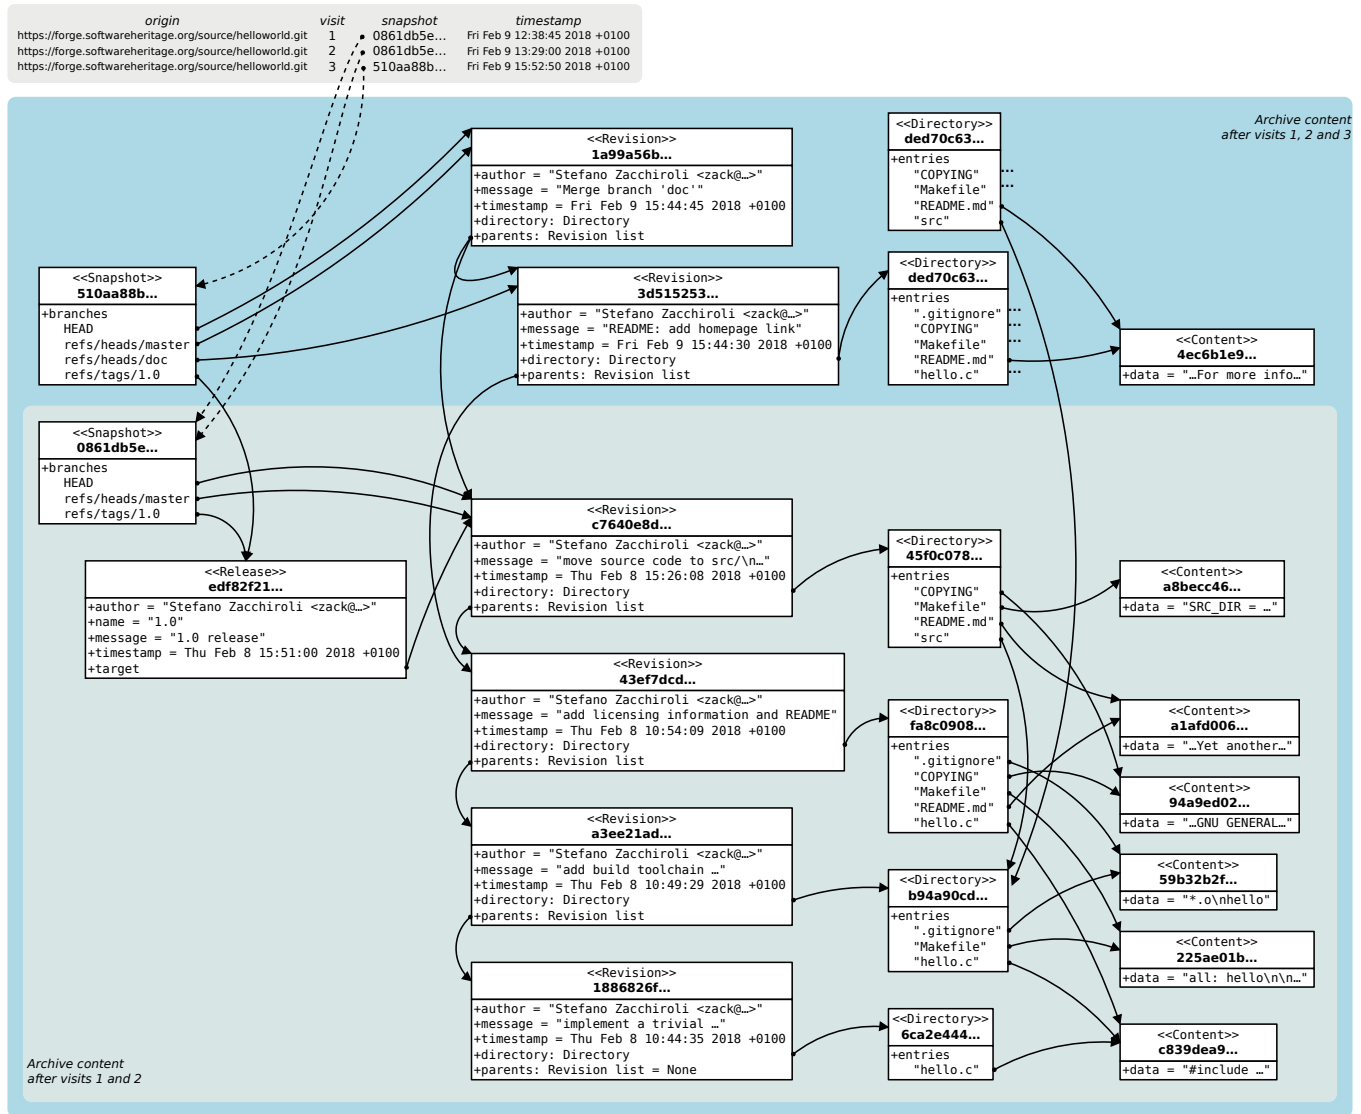 origin visit snapshot timestamp
https://forge.softwareheritage.org/source/helloworld.git 1 0861db5e… Fri Feb 9 12:38:45 2018 +0100
https://forge.softwareheritage.org/source/helloworld.git 2 0861db5e… Fri Feb 9 13:29:00 2018 +0100
https://forge.softwareheritage.org/source/helloworld.git 3 510aa88b… Fri Feb 9 15:52:50 2018 +0100
Archive content
after visits 1, 2 and 3
<<Snapshot>>
510aa88b…
+branches
HEAD
refs/heads/master
refs/heads/doc
refs/tags/1.0
<<Revision>>
1a99a56b…
+author = "Stefano Zacchiroli <zack@…>"
+message = "Merge branch 'doc'"
+timestamp = Fri Feb 9 15:44:45 2018 +0100
+directory: Directory
+parents: Revision list
<<Revision>>
3d515253…
+author = "Stefano Zacchiroli <zack@…>"
+message = "README: add homepage link"
+timestamp = Fri Feb 9 15:44:30 2018 +0100
+directory: Directory
+parents: Revision list
<<Directory>>
ded70c63…
+entries
"COPYING" …
"Makefile" …
"README.md"
"src"
<<Directory>>
ded70c63…
+entries
".gitignore" …
"COPYING" …
"Makefile" …
"README.md"
"hello.c" …
<<Content>>
4ec6b1e9…
+data = "…For more info…"
<<Snapshot>>
0861db5e…
+branches
HEAD
refs/heads/master
refs/tags/1.0
<<Release>>
edf82f21…
+author = "Stefano Zacchiroli <zack@…>"
+name = "1.0"
+message = "1.0 release"
+timestamp = Thu Feb 8 15:51:00 2018 +0100
+target
<<Revision>>
c7640e8d…
+author = "Stefano Zacchiroli <zack@…>"
+message = "move source code to src/\n…"
+timestamp = Thu Feb 8 15:26:08 2018 +0100
+directory: Directory
+parents: Revision list
<<Revision>>
43ef7dcd…
+author = "Stefano Zacchiroli <zack@…>"
+message = "add licensing information and README"
+timestamp = Thu Feb 8 10:54:09 2018 +0100
+directory: Directory
+parents: Revision list
<<Revision>>
a3ee21ad…
+author = "Stefano Zacchiroli <zack@…>"
+message = "add build toolchain …"
+timestamp = Thu Feb 8 10:49:29 2018 +0100
+directory: Directory
+parents: Revision list
<<Revision>>
1886826f…
+author = "Stefano Zacchiroli <zack@…>"
+message = "implement a trivial …"
+timestamp = Thu Feb 8 10:44:35 2018 +0100
+directory: Directory
+parents: Revision list = None
<<Directory>>
45f0c078…
+entries
"COPYING"
"Makefile"
"README.md"
"src"
<<Directory>>
fa8c0908…
+entries
".gitignore"
"COPYING"
"Makefile"
"README.md"
"hello.c"
<<Directory>>
b94a90cd…
+entries
".gitignore"
"Makefile"
"hello.c"
<<Directory>>
6ca2e444…
+entries
"hello.c"
<<Content>>
a8becc46…
+data = "SRC_DIR = …"
<<Content>>
a1afd006…
+data = "…Yet another…"
<<Content>>
94a9ed02…
+data = "…GNU GENERAL…"
<<Content>>
59b32b2f…
+data = "*.o\nhello"
<<Content>>
225ae01b…
+data = "all: hello\n\n…"
<<Content>>
c839dea9…
+data = "#include …"
Archive content
after visits 1 and 2